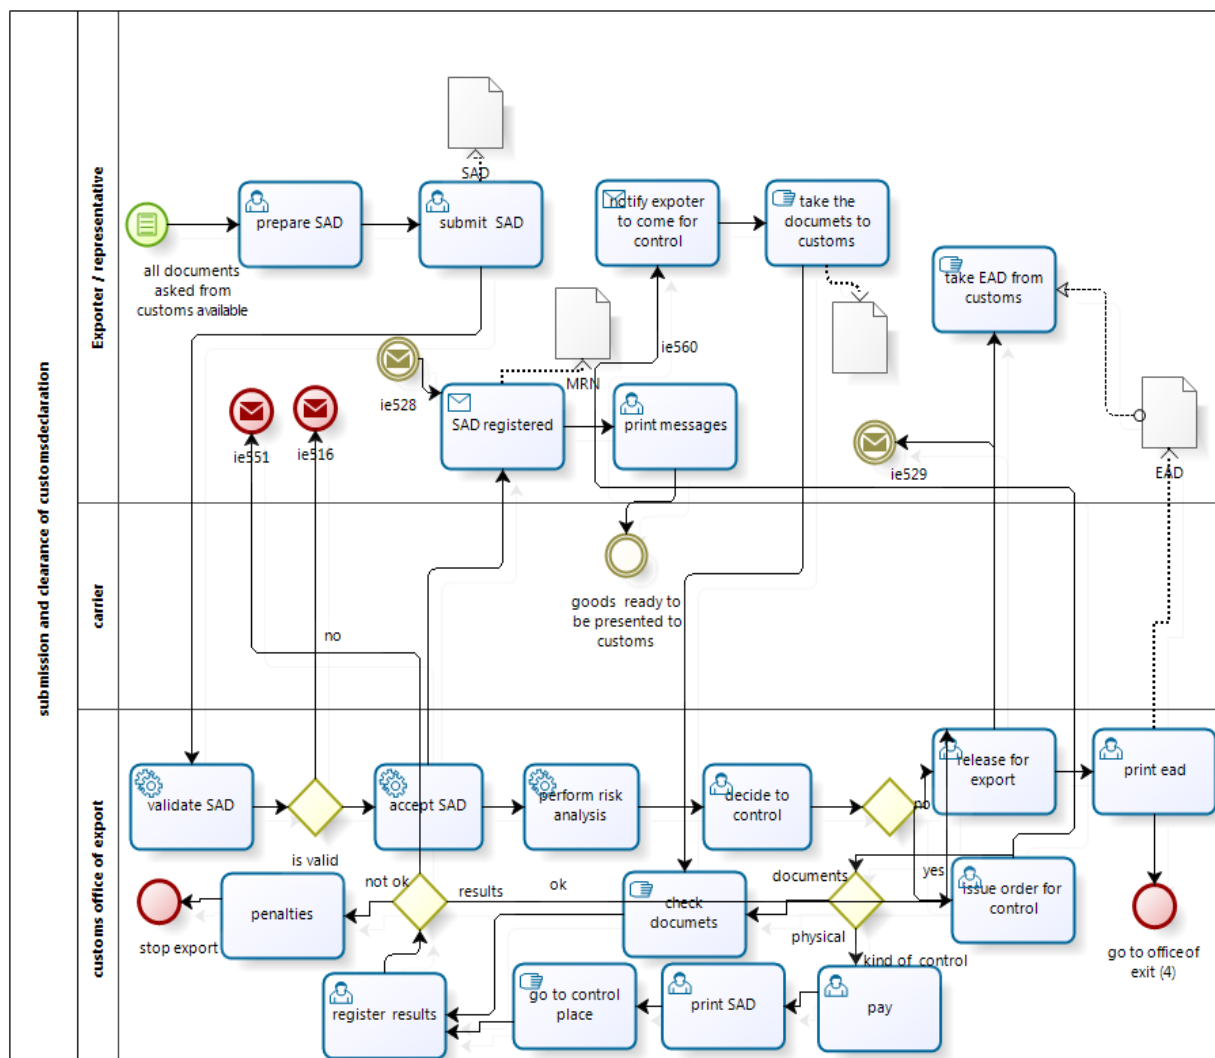 submission and clearance of customsdeclaration
Exporter / representative
SAD
prepare SAD
submit SAD
notify expoter
to come for
control
take the
documets to
customs
all documents
asked from
customs available
take EAD from
customs
ie560
MRN
ie528
SAD registered
print messages
ie551
ie516
ie529
EAD
carrier
goods ready to
be presented to
customs
no
customs office of export
validate SAD
is valid
accept SAD
perform risk
analysis
decide to
control
no
release for
export
print ead
yes
issue order for
control
documents
physical
kind of control
check
documets
ok
results
not ok
penalties
stop export
go to office of
exit (4)
register results
go to control
place
print SAD
pay